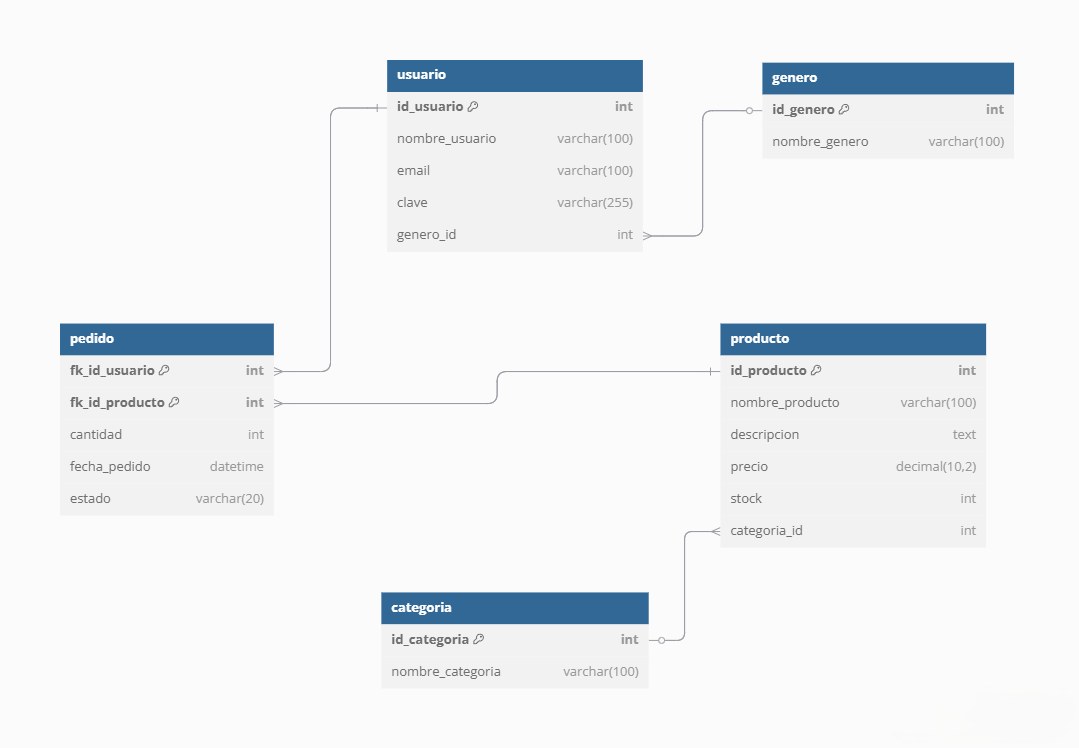 usuario
id_usuario int
nombre_usuario varchar(100)
email varchar(100)
clave varchar(255)
genero_id int
genero
id_genero int
nombre_genero varchar(100)
pedido
fk_id_usuario int
fk_id_producto int
cantidad int
fecha_pedido datetime
estado varchar(20)
producto
id_producto int
nombre_producto varchar(100)
descripcion text
precio decimal(10,2)
stock int
categoria_id int
categoria
id_categoria int
nombre_categoria varchar(100)